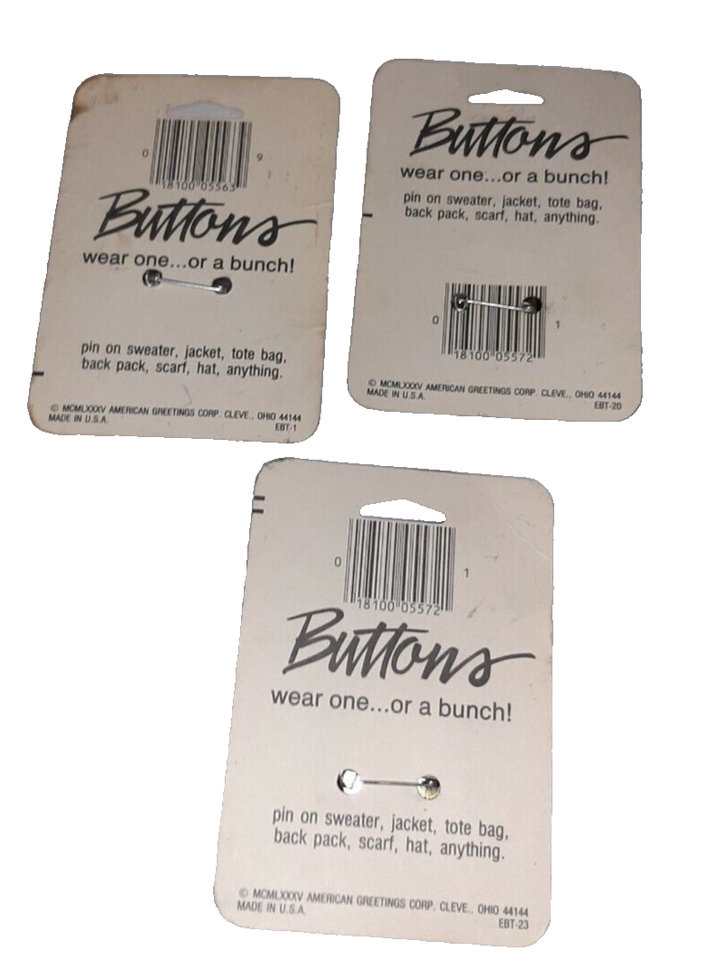 0 9
18100 05563
Buttons
wear one...or a bunch!
pin on sweater, jacket, tote bag,
back pack, scarf, hat, anything.
© MCMLXXXV AMERICAN GREETINGS CORP. CLEVE., OHIO 44144
MADE IN U.S.A.
EBT-1
Buttons
wear one...or a bunch!
pin on sweater, jacket, tote bag,
back pack, scarf, hat, anything.
0 1
18100 05572
© MCMLXXXV AMERICAN GREETINGS CORP. CLEVE., OHIO 44144
MADE IN U.S.A.
EBT-20
0 1
18100 05572
Buttons
wear one...or a bunch!
pin on sweater, jacket, tote bag,
back pack, scarf, hat, anything.
© MCMLXXXV AMERICAN GREETINGS CORP. CLEVE., OHIO 44144
MADE IN U.S.A.
EBT-23